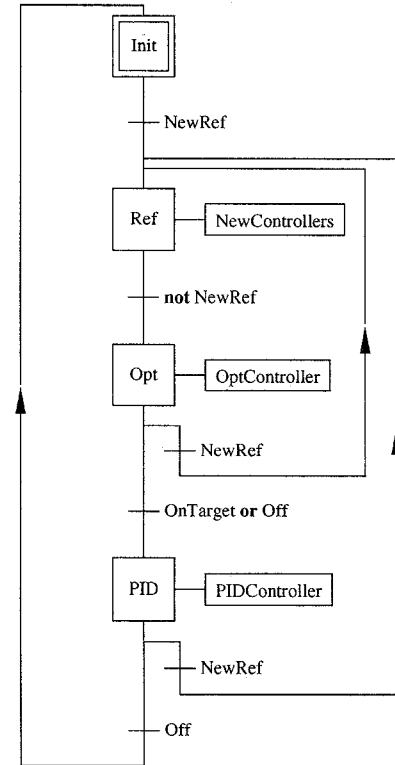 Init
NewRef
Ref
NewControllers
not NewRef
Opt
OptController
NewRef
OnTarget or Off
PID
PIDController
NewRef
Off